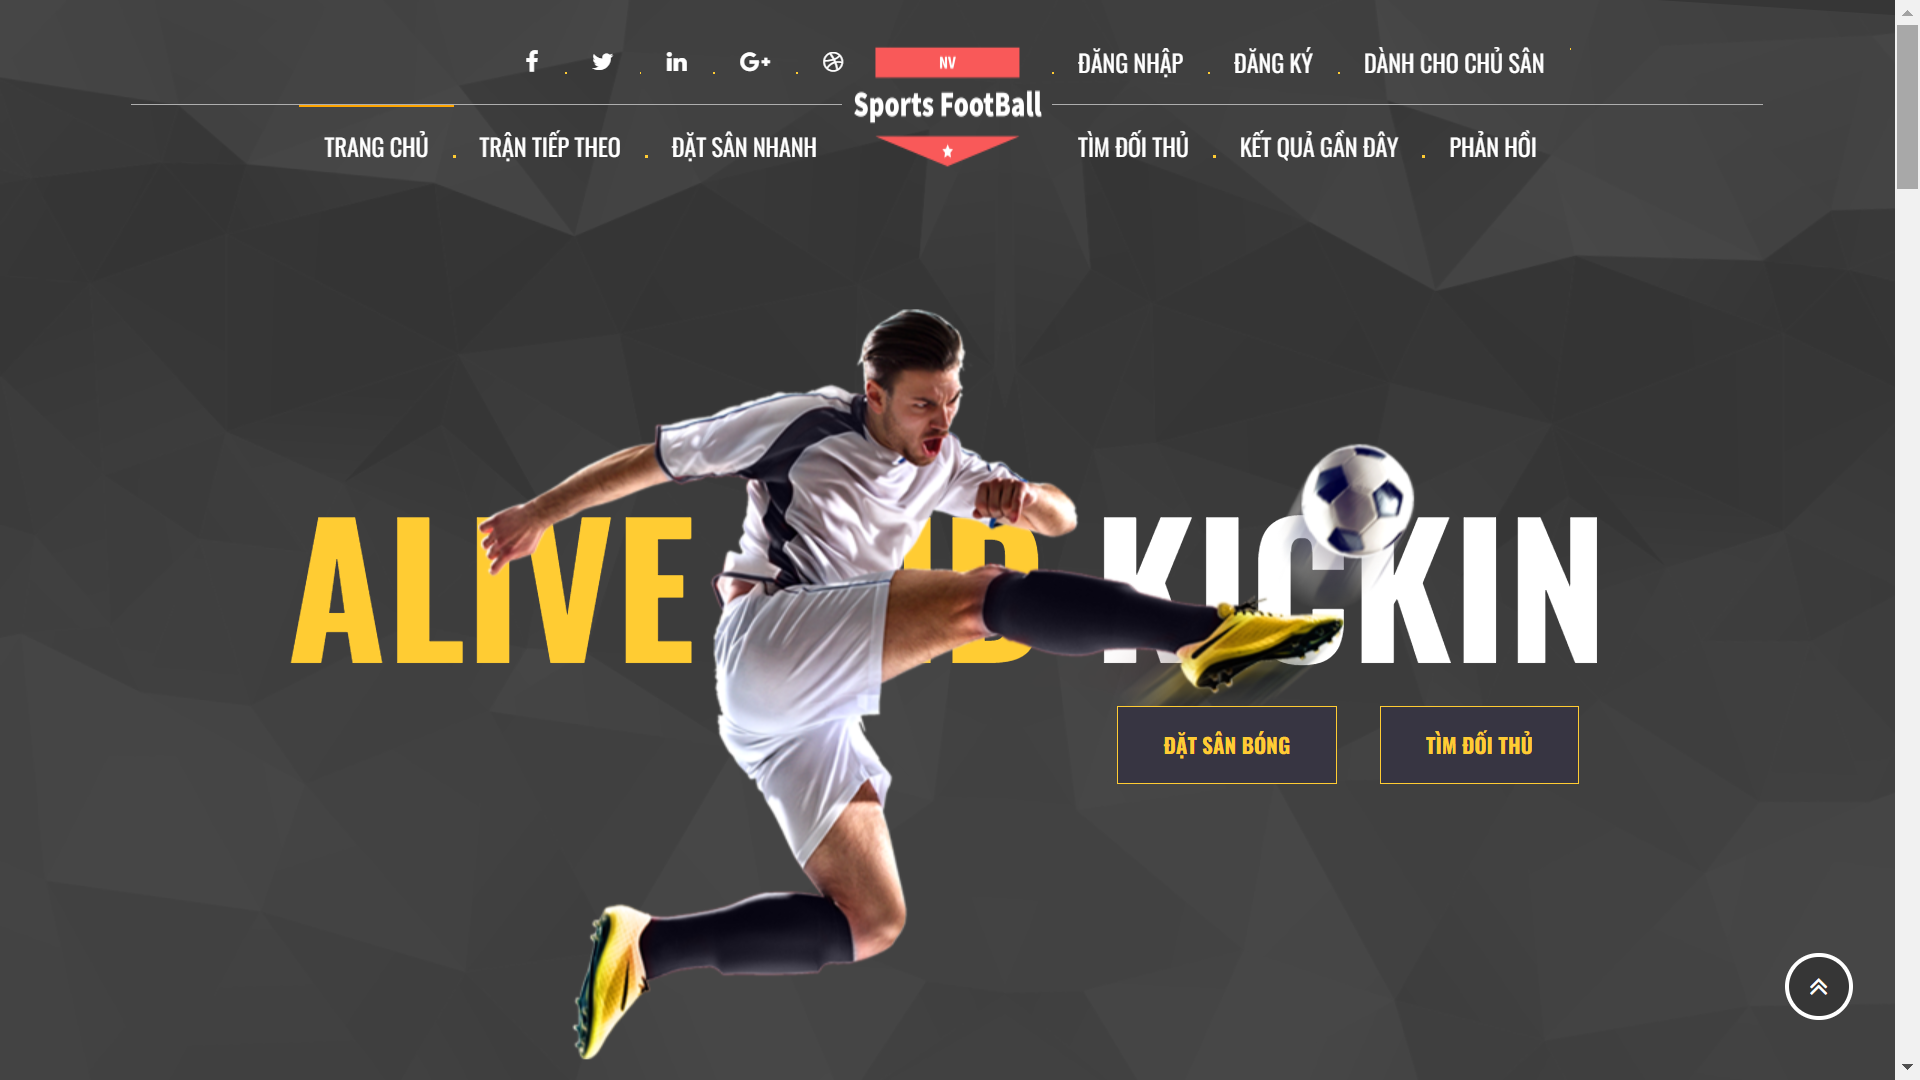 NV
Sports FootBall
ĐĂNG NHẬP
ĐĂNG KÝ
DÀNH CHO CHỦ SÂN
TRANG CHỦ
TRẬN TIẾP THEO
ĐẶT SÂN NHANH
TÌM ĐỐI THỦ
KẾT QUẢ GẦN ĐÂY
PHẢN HỒI
ALIVE KICKIN
ĐẶT SÂN BÓNG
TÌM ĐỐI THỦ